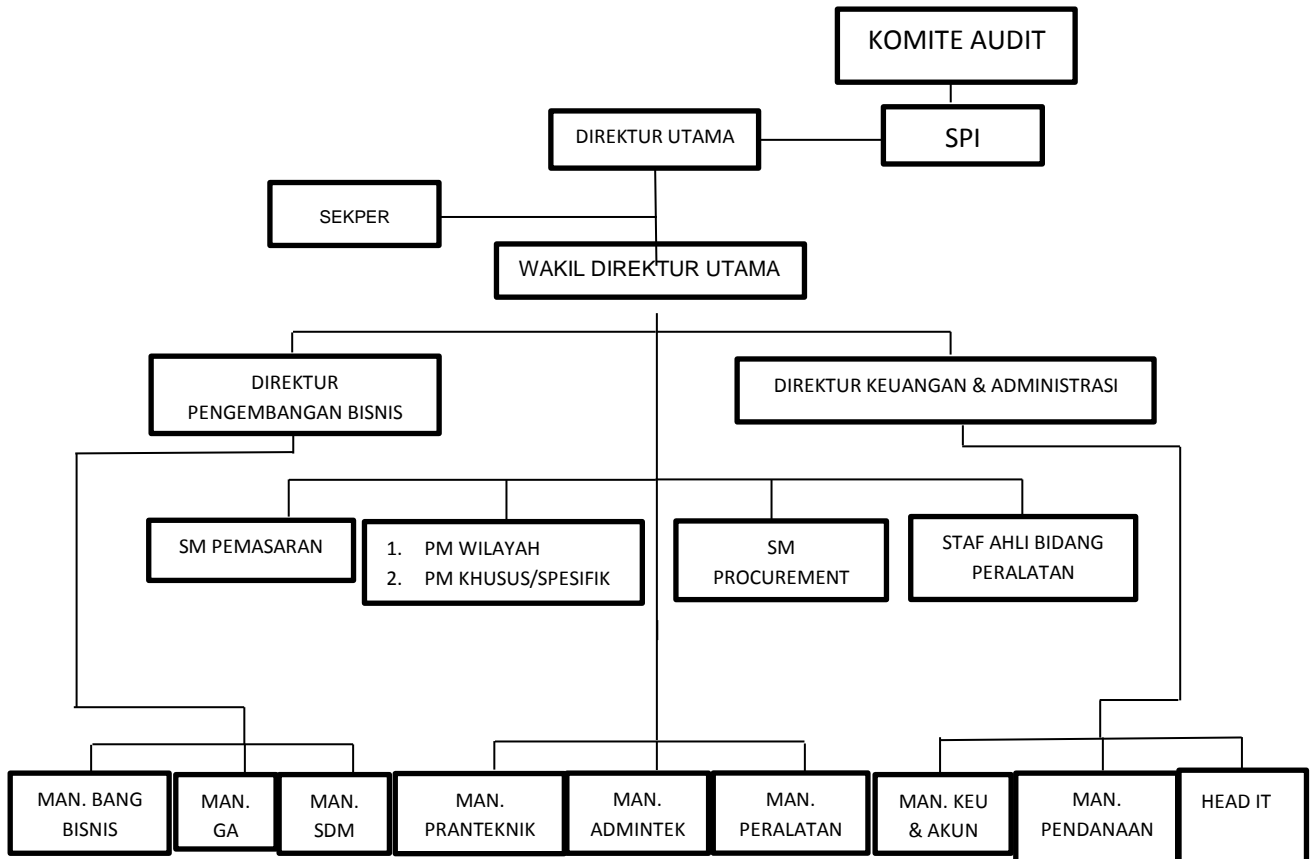 KOMITE AUDIT
DIREKTUR UTAMA
SPI
SEKPER
WAKIL DIREKTUR UTAMA
DIREKTUR
PENGEMBANGAN BISNIS
DIREKTUR KEUANGAN & ADMINISTRASI
SM PEMASARAN
1. PM WILAYAH
2. PM KHUSUS/SPESIFIK
SM
PROCUREMENT
STAF AHLI BIDANG
PERALATAN
MAN. BANG
BISNIS
MAN.
GA
MAN.
SDM
MAN.
PRANTEKNIK
MAN.
ADMINTEK
MAN.
PERALATAN
MAN. KEU
& AKUN
MAN.
PENDANAAN
HEAD IT